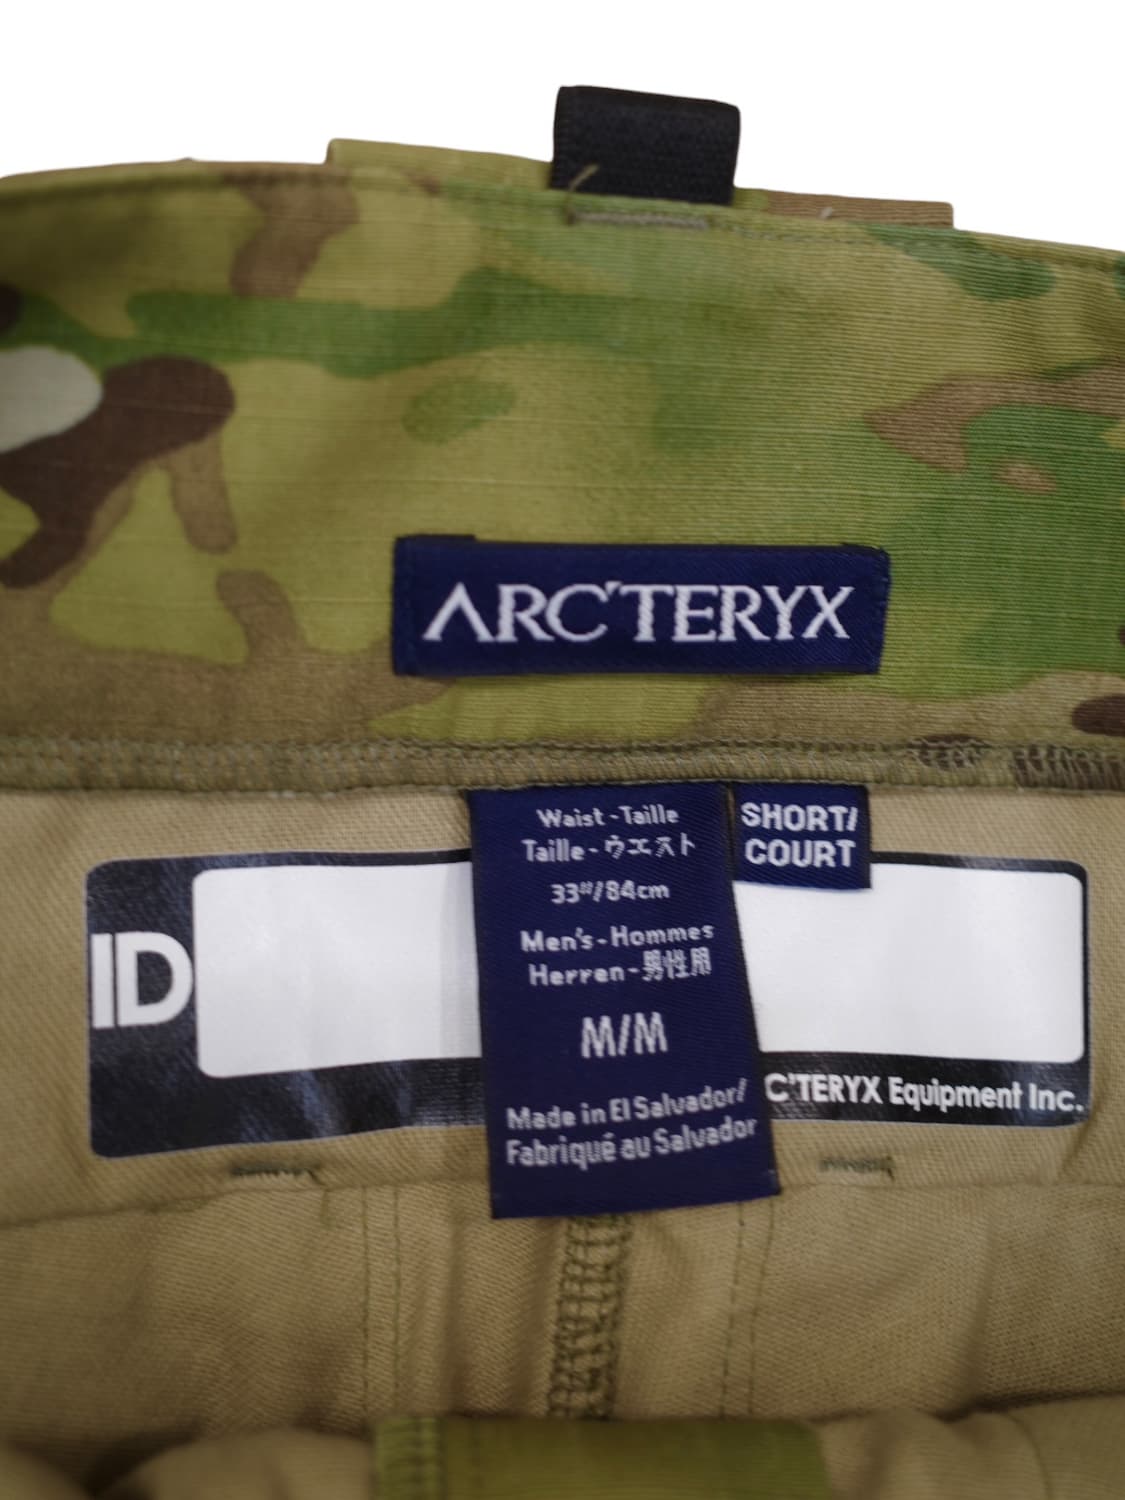 ARC'TERYX
Waist - Taille
Taille - ウエスト
33"/84cm
Men's - Hommes
Herren - 男性用
M/M
Made in El Salvador/
Fabriqué au Salvador
SHORT/
COURT
ID
C'TERYX Equipment Inc.